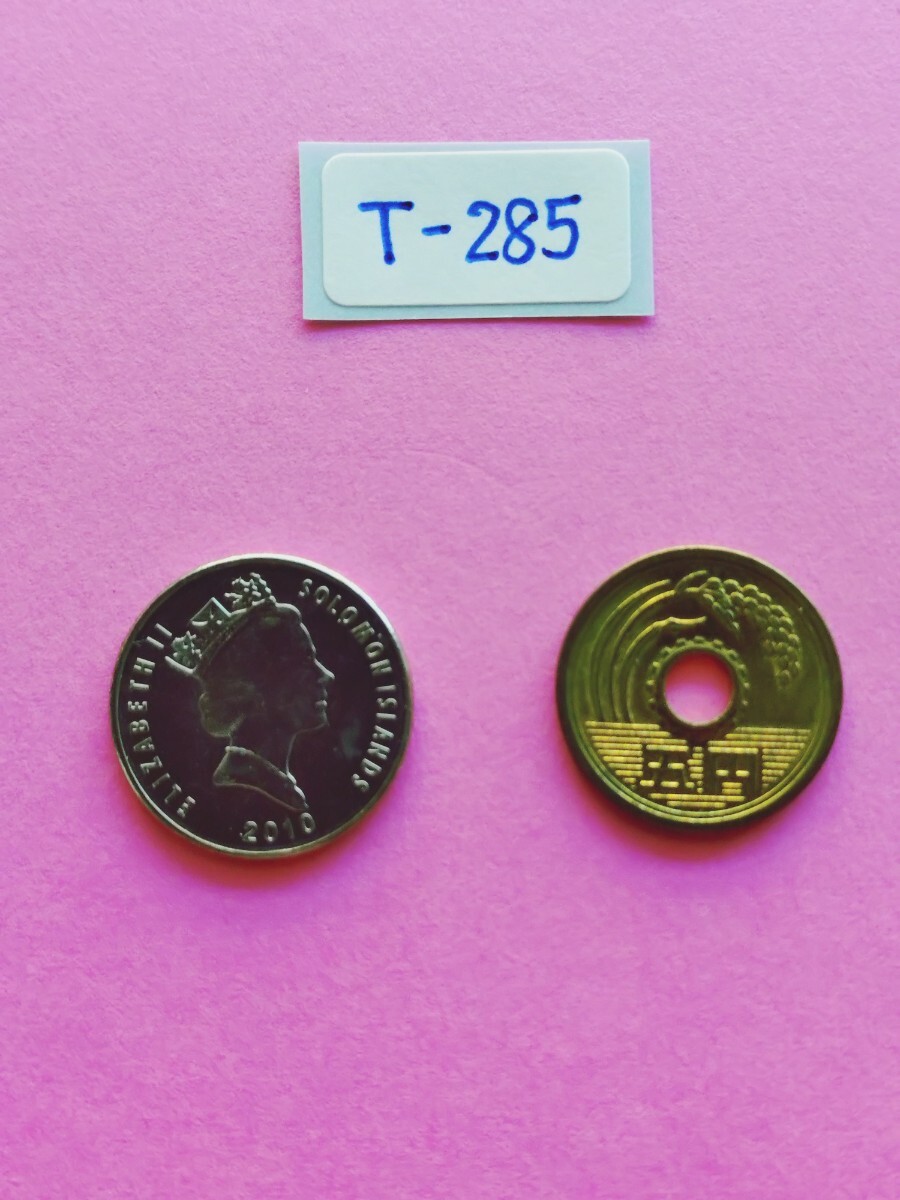 T-285
ELIZABETH II
SOLOMON ISLANDS
2010
五円